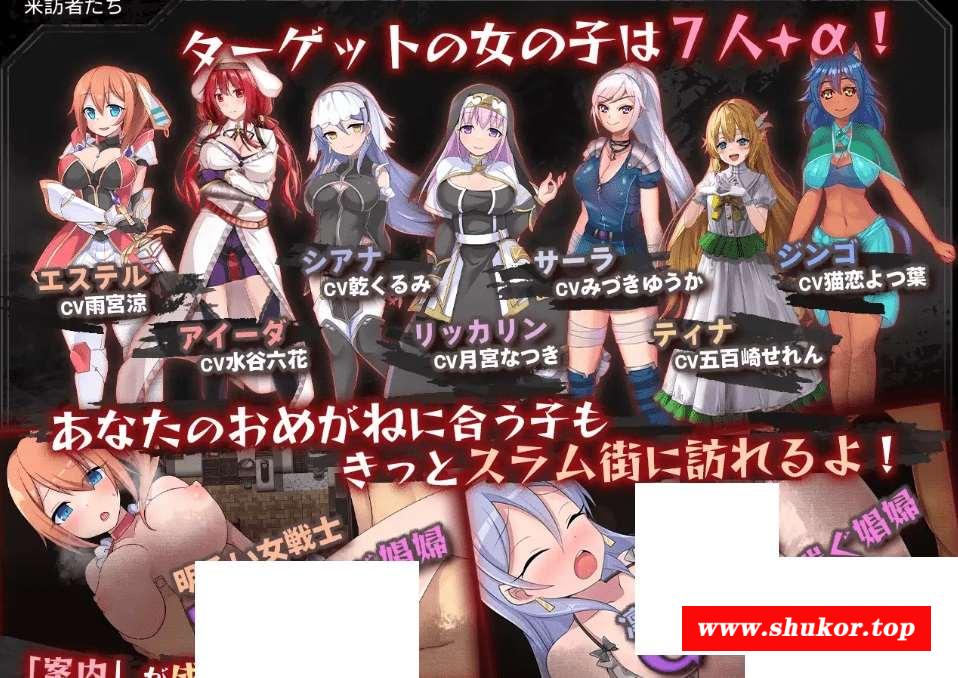 来訪者たち
ターゲットの女の子は7人+α!
エステル
CV雨宮涼
アイーダ
CV水谷六花
シアナ
CV乾くるみ
リッカリン
CV月宮なつき
サーラ
CVみづきゆうか
ティナ
CV五百崎せれん
ジンゴ
CV猫恋よつ葉
あなたのおめがねに合う子も
きっとスラム街に訪れるよ!
い女戦士
娼婦
ぐ娼婦
「案内」が
www.shukor.top